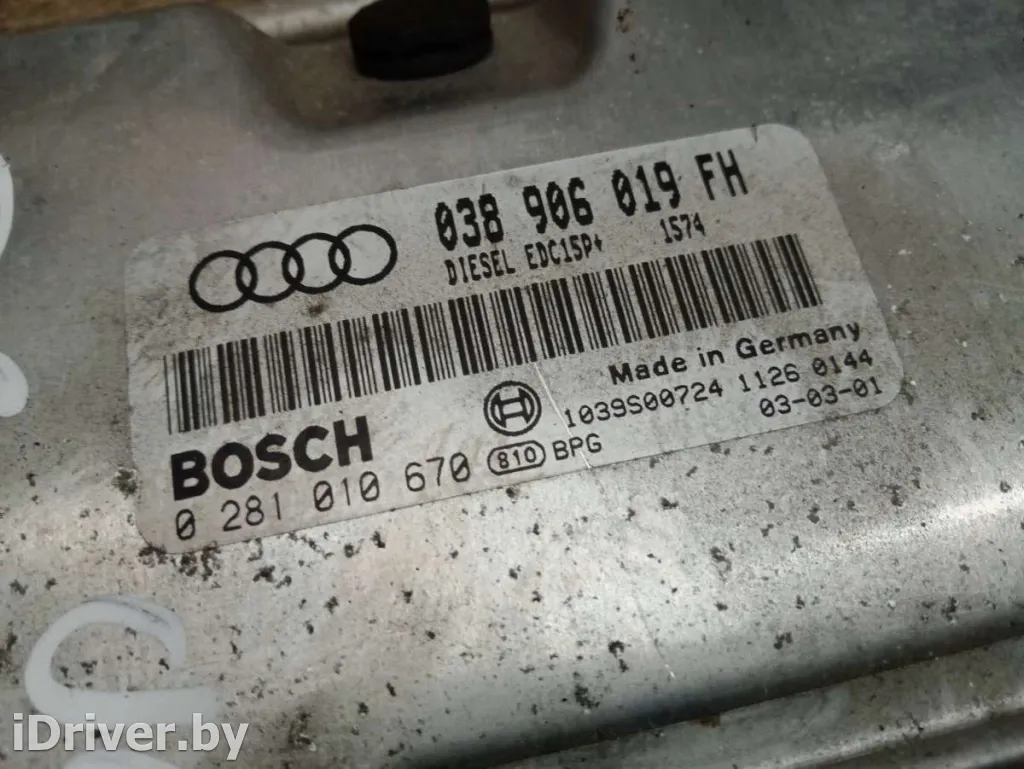 038 906 019 FH
DIESEL EDC15P+ 1574
Made in Germany
BOSCH
1039S00724 1126 0144
0 281 010 670 810 BPG 03-03-01
iDriver.by